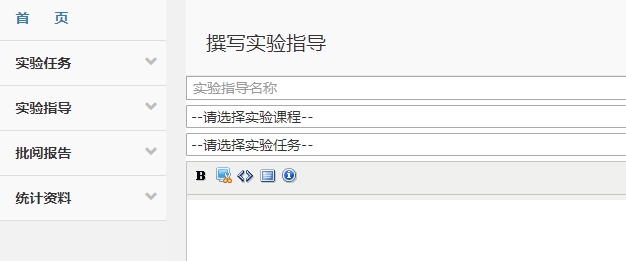 首 页
实验任务
实验指导
批阅报告
统计资料
撰写实验指导
实验指导名称
--请选择实验课程--
--请选择实验任务--
B